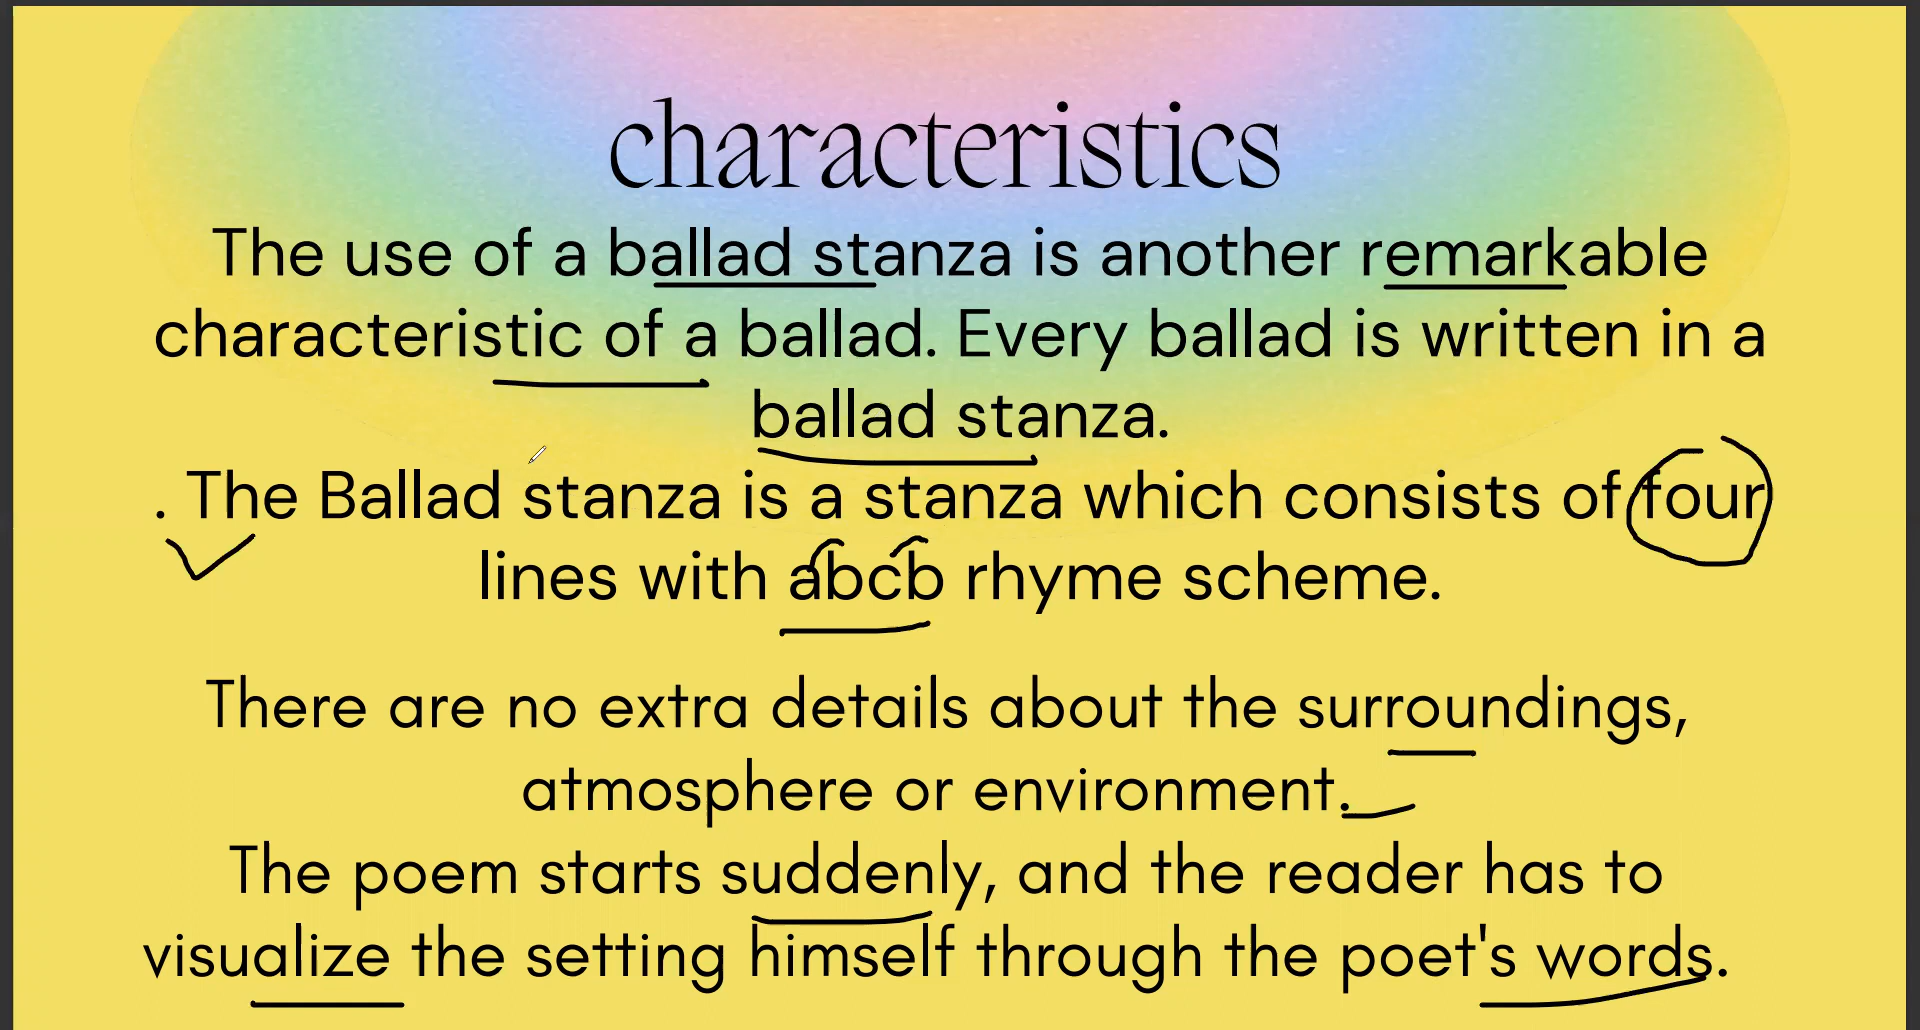 characteristics
The use of a ballad stanza is another remarkable
characteristic of a ballad. Every ballad is written in a
ballad stanza.
. The Ballad stanza is a stanza which consists of four
lines with abcb rhyme scheme.
There are no extra details about the surroundings,
atmosphere or environment.
The poem starts suddenly, and the reader has to
visualize the setting himself through the poet's words.